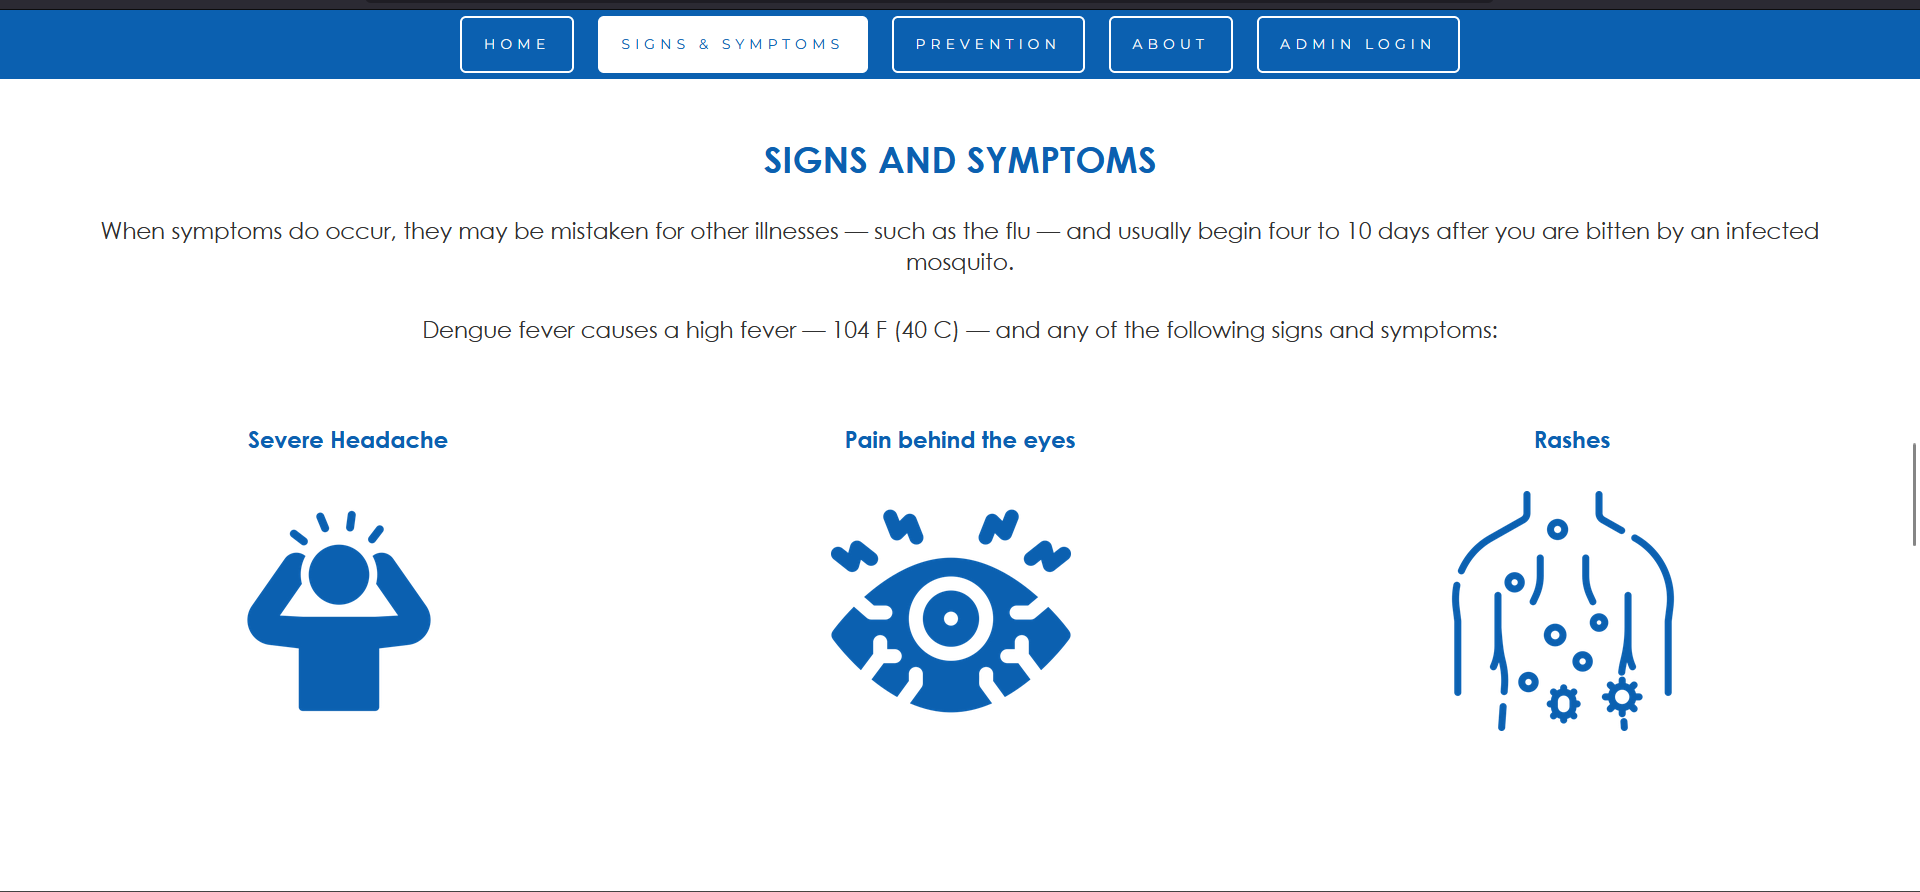 HOME
SIGNS & SYMPTOMS
PREVENTION
ABOUT
ADMIN LOGIN
SIGNS AND SYMPTOMS
When symptoms do occur, they may be mistaken for other illnesses — such as the flu — and usually begin four to 10 days after you are bitten by an infected
mosquito.
Dengue fever causes a high fever — 104 F (40 C) — and any of the following signs and symptoms:
Severe Headache
Pain behind the eyes
Rashes